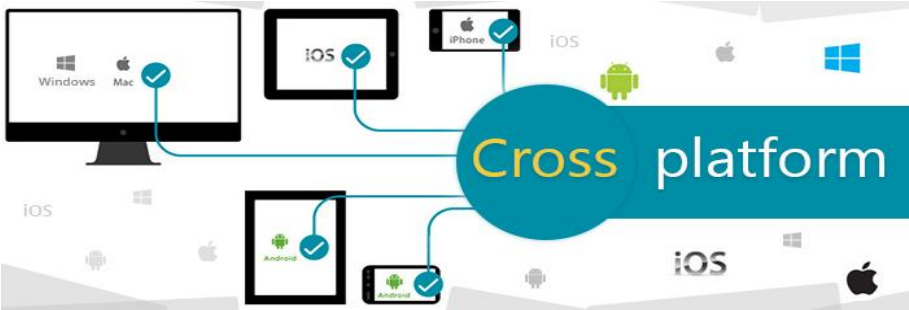 Windows Mac
iOS
iPhone
iOS
Cross platform
iOS
Android
Android
iOS